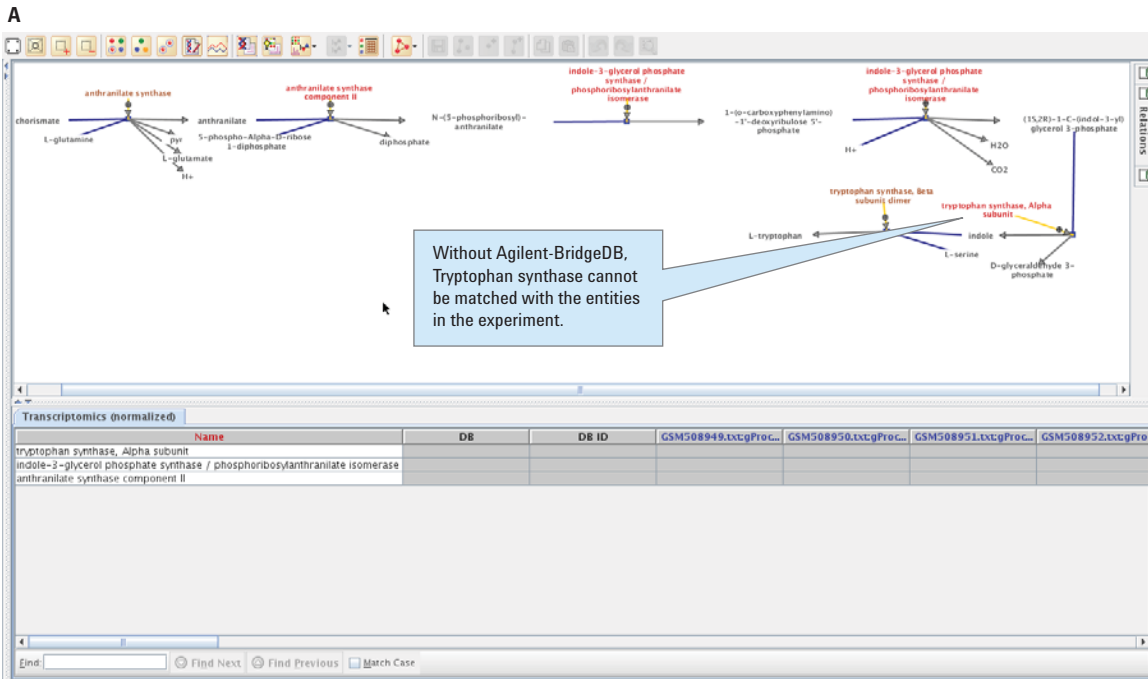 A
anthranilate synthase
chorismate
L-glutamine
pyr
L-glutamate
H+
anthranilate synthase
component II
anthranilate
5-phospho-Alpha-D-ribose
1-diphosphate
diphosphate
indole-3-glycerol phosphate
synthase /
phosphoribosylanthranilate
isomerase
N-(5-phosphoribosyl)-
anthranilate
indole-3-glycerol phosphate
synthase /
phosphoribosylanthranilate
isomerase
1-(o-carboxyphenylamino)
-1'-deoxyribulose 5'-
phosphate
H+
H2O
CO2
(1S,2R)-1-C-(indol-3-yl)
glycerol 3-phosphate
Relations
tryptophan synthase, Beta
subunit dimer
tryptophan synthase, Alpha
subunit
L-tryptophan
indole
L-serine
D-glyceraldehyde 3-
phosphate
Without Agilent-BridgeDB,
Tryptophan synthase cannot
be matched with the entities
in the experiment.
Transcriptomics (normalized)
Name DB DB ID GSM508949.txt:gProc... GSM508950.txt:gProc... GSM508951.txt:gProc... GSM508952.txt:gPro
tryptophan synthase, Alpha subunit
indole-3-glycerol phosphate synthase / phosphoribosylanthranilate isomerase
anthranilate synthase component II
Find: Find Next Find Previous Match Case